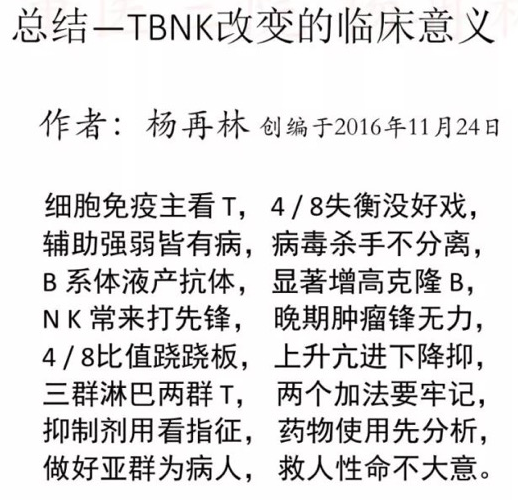 总结—TBNK改变的临床意义
作者：杨再林 创编于2016年11月24日
细胞免疫主看 T， 4 / 8失衡没好戏，
辅助强弱皆有病， 病毒杀手不分离，
B 系体液产抗体， 显著增高克隆 B，
N K 常来打先锋， 晚期肿瘤锋无力，
4 / 8比值跷跷板， 上升亢进下降抑，
三群淋巴两群 T， 两个加法要牢记，
抑制剂用看指征， 药物使用先分析，
做好亚群为病人， 救人性命不大意。